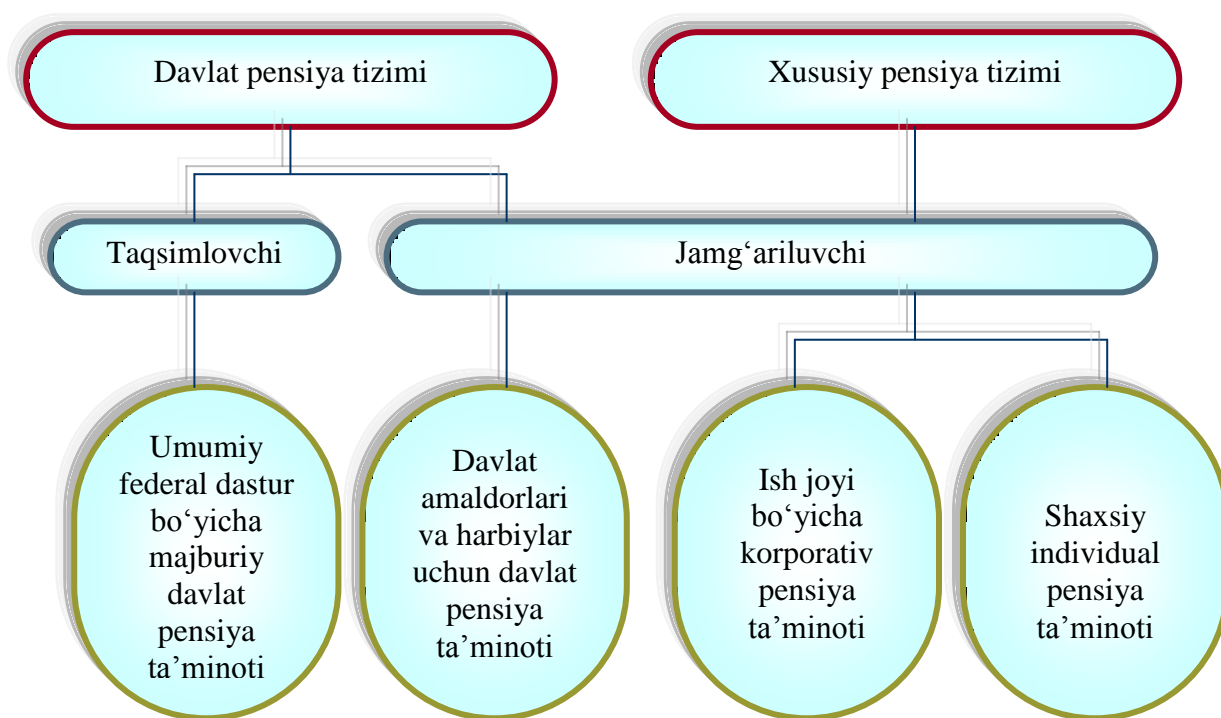 Davlat pensiya tizimi
Xususiy pensiya tizimi
Taqsimlovchi
Jamg‘ariluvchi
Umumiy
federal dastur
bo‘yicha
majburiy
davlat
pensiya
ta’minoti
Davlat
amaldorlari
va harbiylar
uchun davlat
pensiya
ta’minoti
Ish joyi
bo‘yicha
korporativ
pensiya
ta’minoti
Shaxsiy
individual
pensiya
ta’minoti